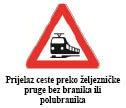 Prijelaz ceste preko željezničke
pruge bez branika ili
polubranika